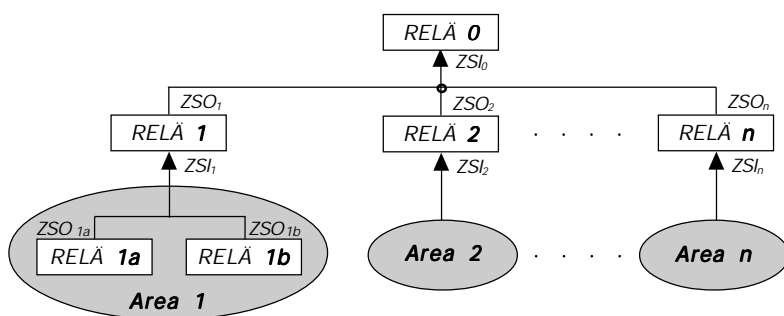 RELÄ 0
ZSI0
ZSO1 ZSO2 ZSOn
RELÄ 1 RELÄ 2 . . . . RELÄ n
ZSI1 ZSI2 ZSIn
ZSO 1a ZSO1b
RELÄ 1a RELÄ 1b Area 2 . . . . Area n
Area 1